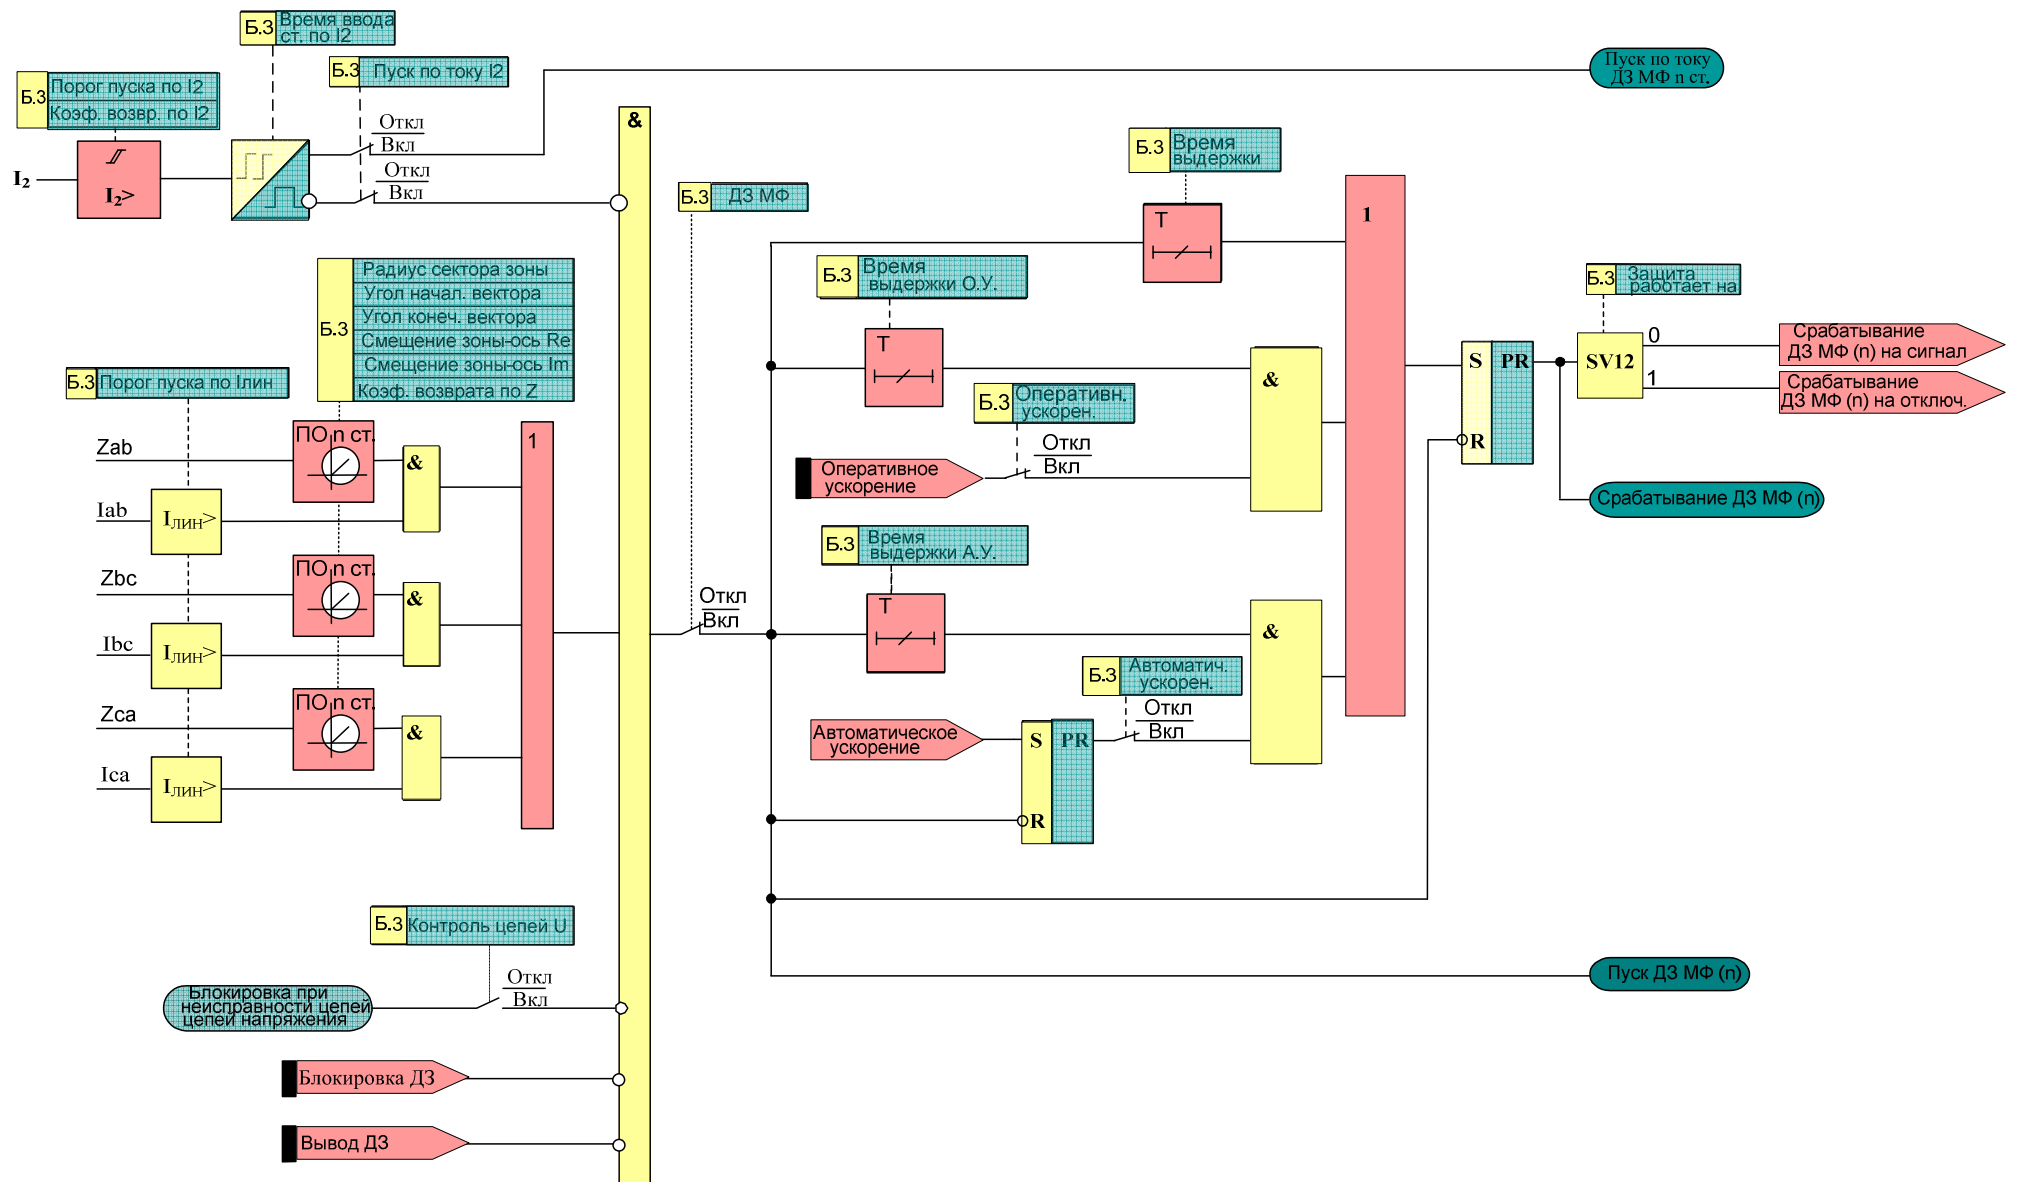 Б.3
Время ввода
ст. по I2
Б.3
Пуск по току I2
Б.3
Порог пуска по I2
Коэф. возвр. по I2
Пуск по току
ДЗ МФ n ст.
Откл
Вкл
Откл
Вкл
I₂
I₂>
&
Б.3
ДЗ МФ
Б.3
Время
выдержки
T
1
Б.3
Радиус сектора зоны
Угол начал. вектора
Угол конеч. вектора
Смещение зоны-ось Re
Смещение зоны-ось Im
Коэф. возврата по Z
Б.3
Порог пуска по Iлин
Б.3
Время
выдержки О.У.
T
&
Б.3
Оперативн.
ускорен.
Откл
Вкл
Оперативное
ускорение
Б.3
Защита
работает на
S
PR
R
SV12
0
1
Срабатывание
ДЗ МФ (n) на сигнал
Срабатывание
ДЗ МФ (n) на отключ.
Срабатывание ДЗ МФ (n)
Zab
ПО n ст.
&
1
Iab
Iлин>
Zbc
ПО n ст.
&
Ibc
Iлин>
Zca
ПО n ст.
&
Ica
Iлин>
Откл
Вкл
Б.3
Время
выдержки А.У.
T
&
Б.3
Автоматич.
ускорен.
Откл
Вкл
Автоматическое
ускорение
S
PR
R
Б.3
Контроль цепей U
Откл
Вкл
Блокировка при
неисправности цепей
цепей напряжения
Пуск ДЗ МФ (n)
Блокировка ДЗ
Вывод ДЗ